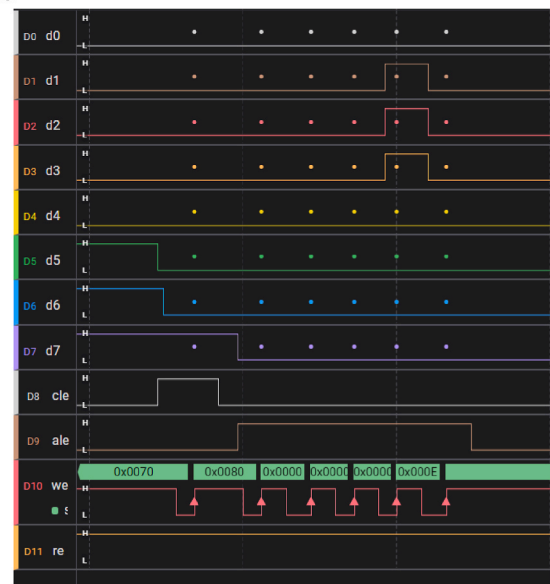 H
D0 d0
L
H
D1 d1
L
H
D2 d2
L
H
D3 d3
L
H
D4 d4
L
H
D5 d5
L
H
D6 d6
L
H
D7 d7
L
H
D8 cle
L
H
D9 ale
L
0x0070 0x0080 0x0000 0x0000 0x0000 0x000E
H
D10 we
L
H
D11 re
L